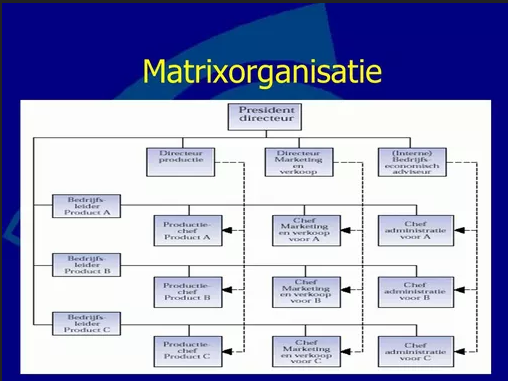 Matrixorganisatie
President
directeur
Directeur
productie
Directeur
Marketing
en
verkoop
(Interne)
Bedrijfs-
economisch
adviseur
Bedrijfs-
leider
Product A
Productie-
chef
Product A
Chef
Marketing
en verkoop
voor A
Chef
administratie
voor A
Bedrijfs-
leider
Product B
Productie-
chef
Product B
Chef
Marketing
en verkoop
voor B
Chef
administratie
voor B
Bedrijfs-
leider
Product C
Productie-
chef
Product C
Chef
Marketing
en verkoop
voor C
Chef
administratie
voor C